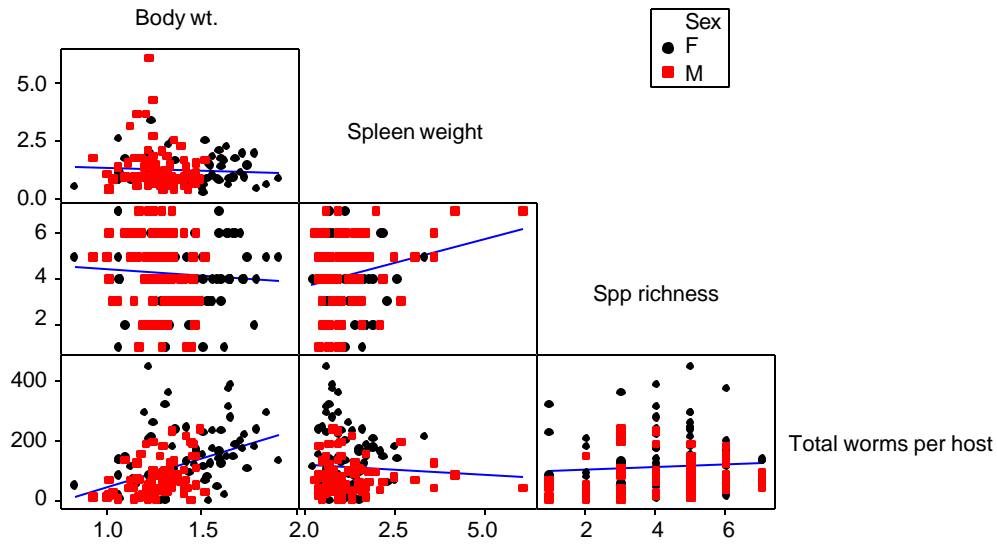 Body wt.
Sex
F
M
5.0
2.5
0.0
Spleen weight
6
4
2
Spp richness
400
200
0
Total worms per host
1.0 1.5 2.0.0 2.5 5.0 2 4 6